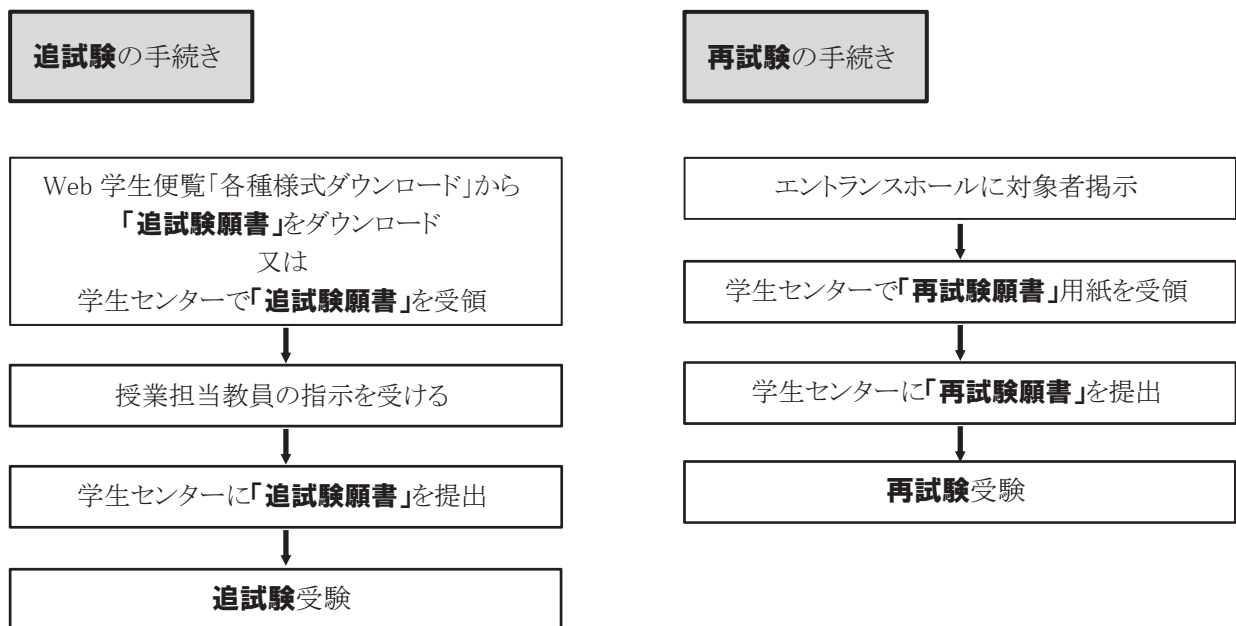 追試験の手続き
Web 学生便覧「各種様式ダウンロード」から
「追試験願書」をダウンロード
又は
学生センターで「追試験願書」を受領
授業担当教員の指示を受ける
学生センターに「追試験願書」を提出
追試験受験
再試験の手続き
エントランスホールに対象者掲示
学生センターで「再試験願書」用紙を受領
学生センターに「再試験願書」を提出
再試験受験